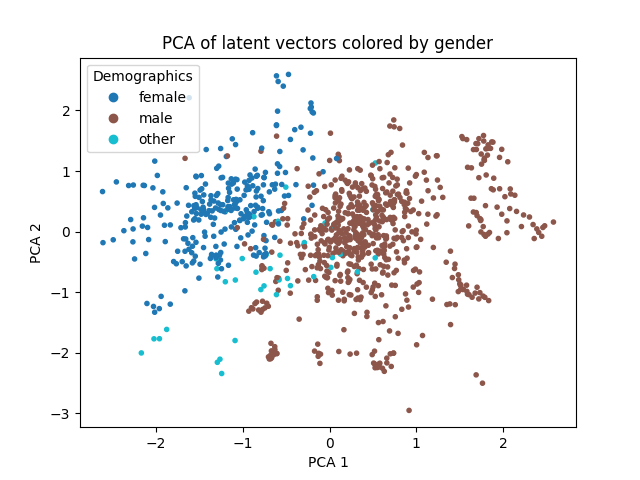 PCA of latent vectors colored by gender
Demographics
female
male
other
2
1
0
−1
−2
−3
PCA 2
−2
−1
0
1
2
PCA 1